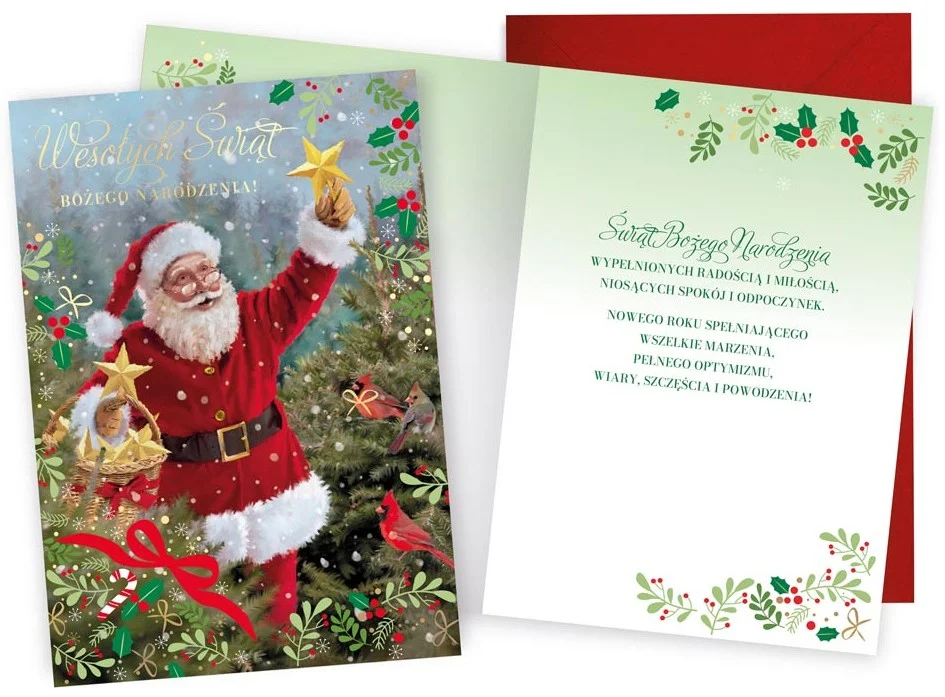 Wesołych Świąt
BOŻEGO NARODZENIA!
Świąt Bożego Narodzenia
WYPEŁNIONYCH RADOŚCIĄ I MIŁOŚCIĄ,
NIOSĄCYCH SPOKÓJ I ODPOCZYNEK.
NOWEGO ROKU SPEŁNIAJĄCEGO
WSZELKIE MARZENIA,
PEŁNEGO OPTYMIZMU,
WIARY, SZCZĘŚCIA I POWODZENIA!